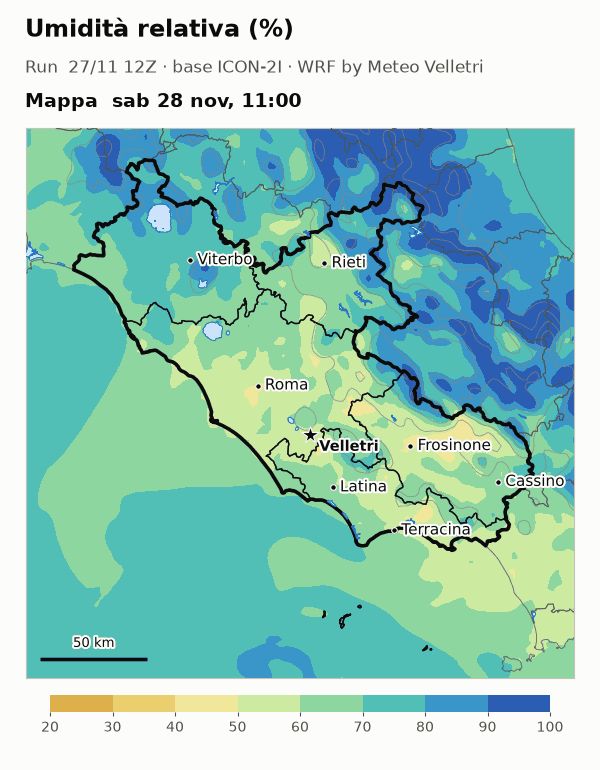 Umidità relativa (%)
Run  27/11 12Z · base ICON-2I · WRF by Meteo Velletri
Mappa  sab 28 nov, 11:00
Viterbo
Rieti
Roma
Velletri
Frosinone
Cassino
Latina
Terracina
50 km
20 30 40 50 60 70 80 90 100